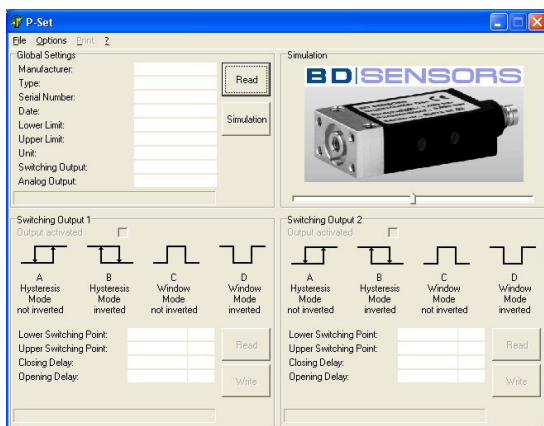 P-Set
File Options Print ?
Global Settings
Manufacturer:
Type:
Serial Number:
Date:
Lower Limit:
Upper Limit:
Unit:
Switching Output:
Analog Output:
Read
Simulation
Simulation
BD|SENSORS
Switching Output 1
Output activated
A
Hysteresis
Mode
not inverted
B
Hysteresis
Mode
inverted
C
Window
Mode
not inverted
D
Window
Mode
inverted
Lower Switching Point:
Upper Switching Point:
Closing Delay:
Opening Delay:
Read
Write
Switching Output 2
Output activated
A
Hysteresis
Mode
not inverted
B
Hysteresis
Mode
inverted
C
Window
Mode
not inverted
D
Window
Mode
inverted
Lower Switching Point:
Upper Switching Point:
Closing Delay:
Opening Delay:
Read
Write